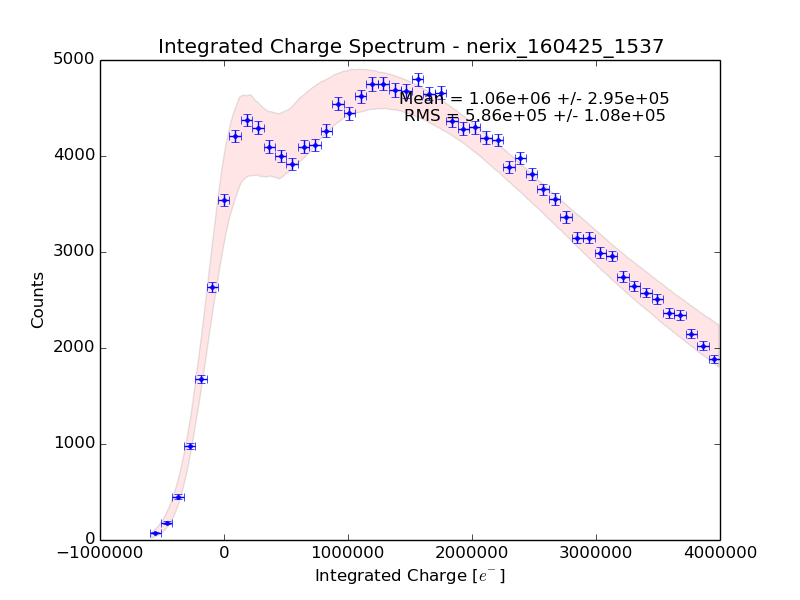 Integrated Charge Spectrum - nerix_160425_1537
5000
Mean = 1.06e+06 +/- 2.95e+05
RMS = 5.86e+05 +/- 1.08e+05
4000
3000
Counts
2000
1000
0
−1000000 0 1000000 2000000 3000000 4000000
Integrated Charge [e⁻]